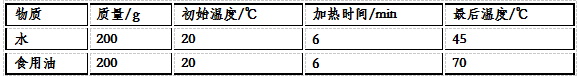 物质 质量/g 初始温度/℃ 加热时间/min 最后温度/℃
水 200 20 6 45
食用油 200 20 6 70